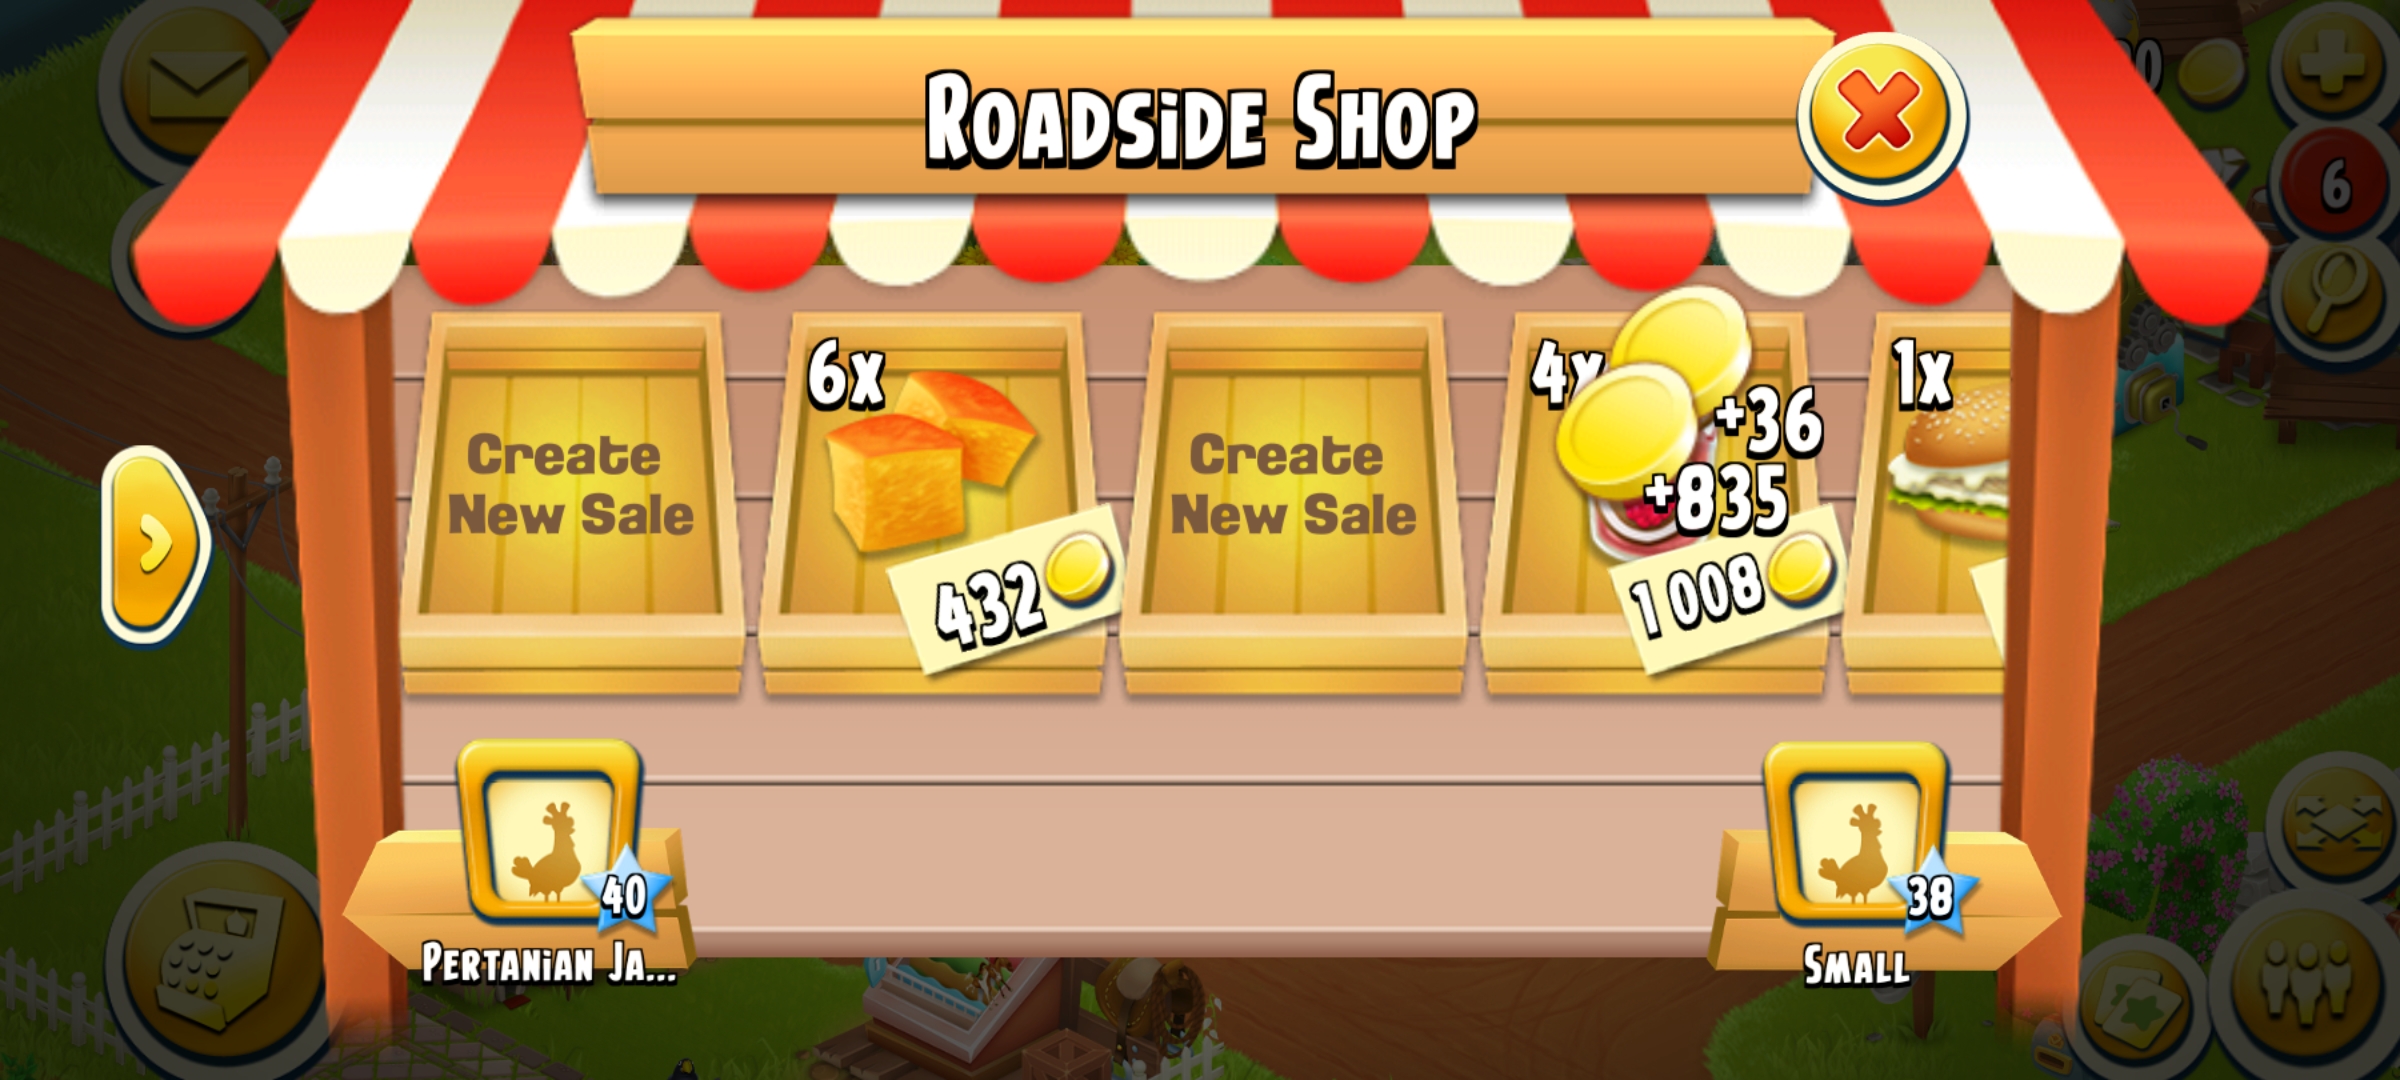 Roadside Shop
6
Create
New Sale
6x
432
Create
New Sale
+36
+835
1 008
1x
40
Pertanian Ja...
38
Small